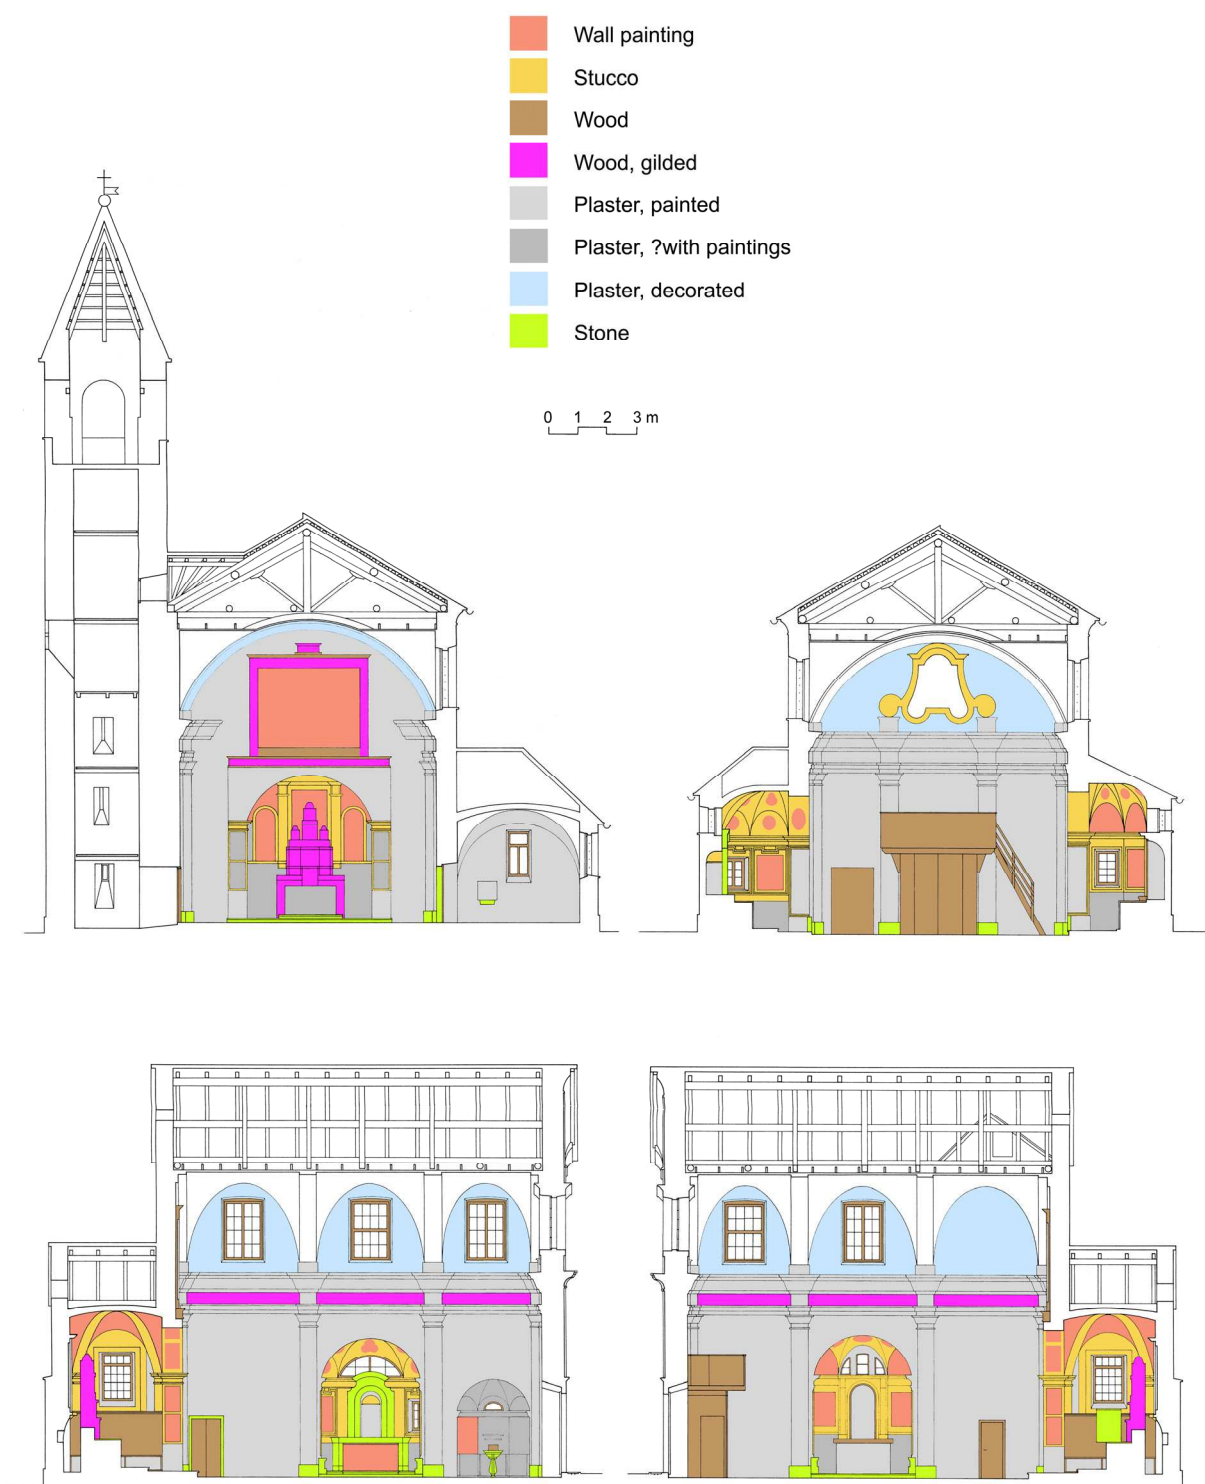 Wall painting
Stucco
Wood
Wood, gilded
Plaster, painted
Plaster, ?with paintings
Plaster, decorated
Stone
0 1 2 3 m